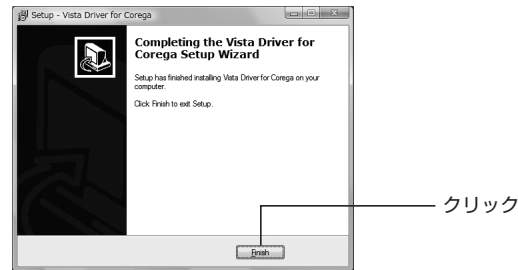 Setup - Vista Driver for Corega
Completing the Vista Driver for
Corega Setup Wizard
Setup has finished installing Vista Driver for Corega on your
computer.
Click Finish to exit Setup.
クリック
Finish